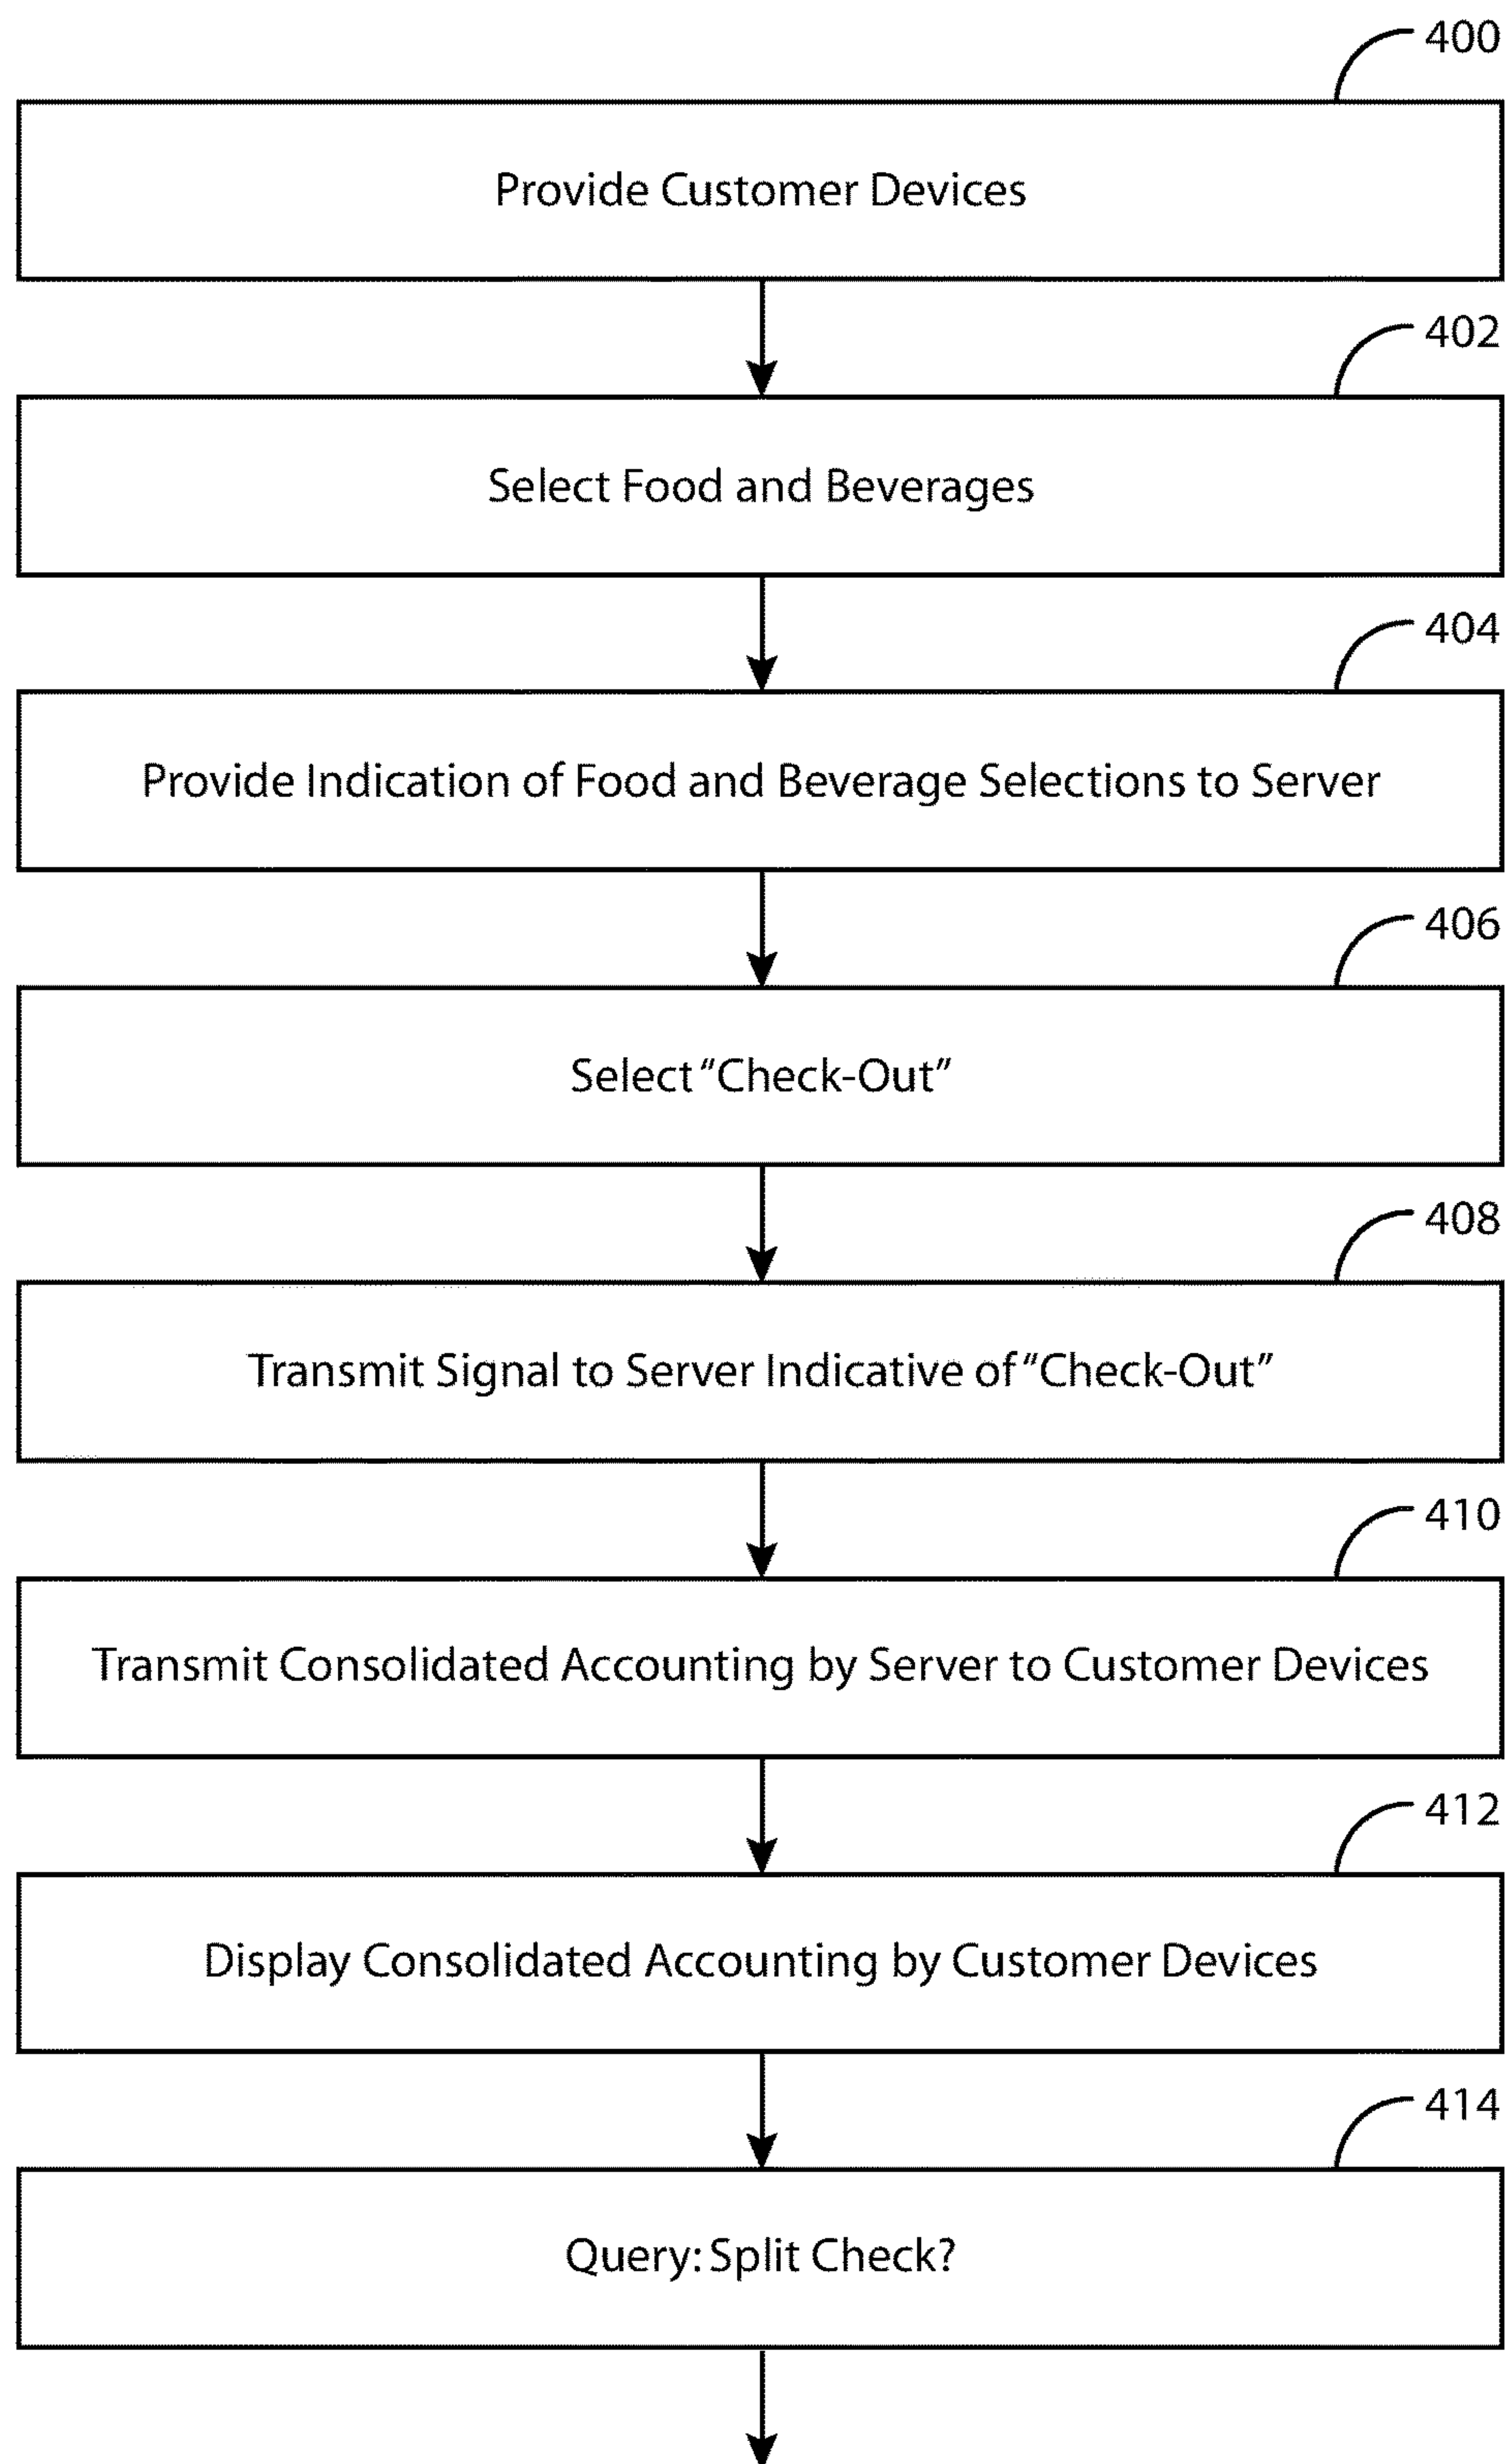 400
Provide Customer Devices
402
Select Food and Beverages
404
Provide Indication of Food and Beverage Selections to Server
406
Select “Check-Out”
408
Transmit Signal to Server Indicative of “Check-Out”
410
Transmit Consolidated Accounting by Server to Customer Devices
412
Display Consolidated Accounting by Customer Devices
414
Query: Split Check?